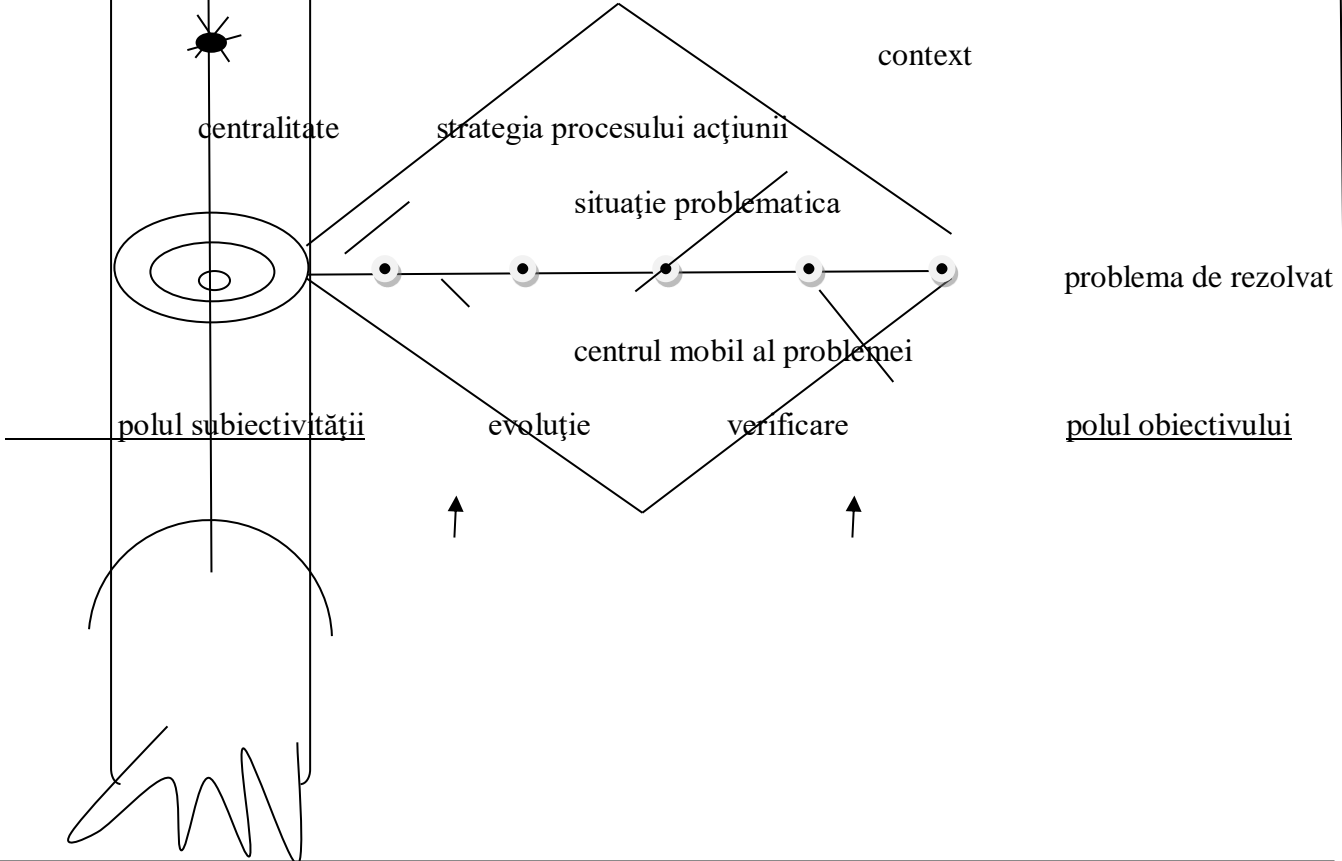 context
centralitate strategia procesului acţiunii
situaţie problematica
problema de rezolvat
centrul mobil al problemei
polul subiectivităţii evoluţie verificare polul obiectivului